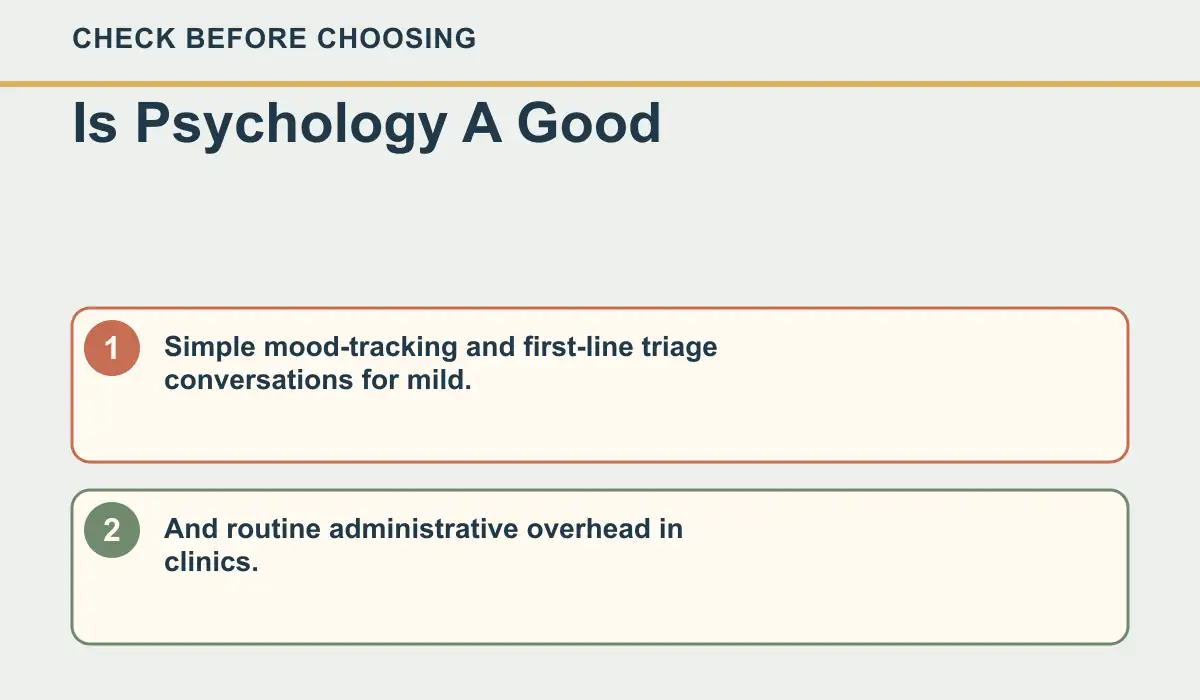 CHECK BEFORE CHOOSING
Is Psychology A Good
1
Simple mood-tracking and first-line triage
conversations for mild.
2
And routine administrative overhead in
clinics.